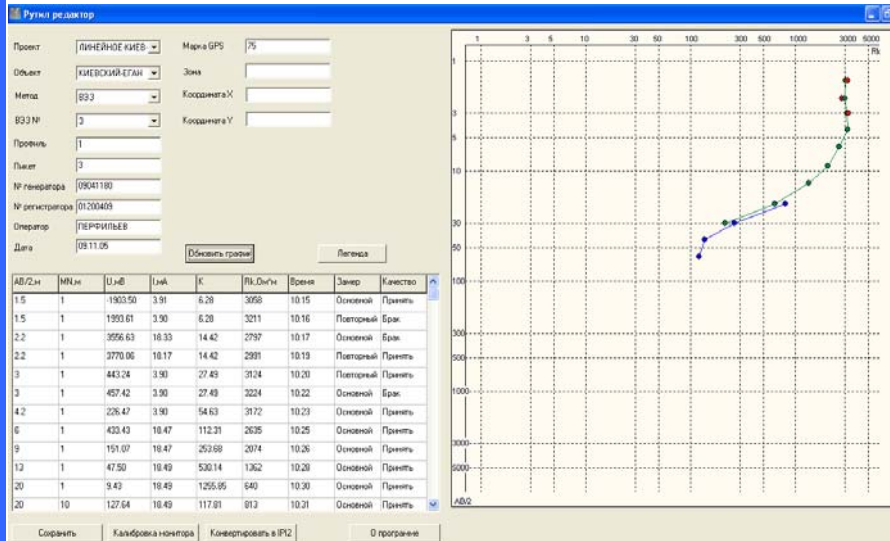 Рутил редактор
Проект ЛИНЕЙНОЕ-КИЕВ- Марка GPS 75
Объект КИЕВСКИЙ-ЕГАН Зона
Метод ВЭЗ Координата X
ВЭЗ № 3 Координата Y
Профиль 1
Пикет 3
№ генератора 09041180
№ регистратора 01200409
Оператор ПЕРФИЛЬЕВ
Дата 09.11.05
Обновить график Легенда
AB/2,м MN,м U,мВ I,мА K Rk,Ом*м Время Замер Качество
1.5 1 -1903.50 3.91 6.28 3058 10:15 Основной Принять
1.5 1 1993.61 3.90 6.28 3211 10:16 Повторный Брак
2.2 1 3556.63 18.33 14.42 2797 10:17 Основной Брак
2.2 1 3770.06 18.17 14.42 2991 10:19 Повторный Принять
3 1 443.24 3.90 27.49 3124 10:20 Повторный Принять
3 1 457.42 3.90 27.49 3224 10:22 Основной Брак
4.2 1 226.47 3.90 54.63 3172 10:23 Основной Принять
6 1 433.43 18.47 112.31 2635 10:25 Основной Принять
9 1 151.07 18.47 253.68 2074 10:26 Основной Принять
13 1 47.50 18.49 530.14 1362 10:28 Основной Принять
20 1 9.43 18.49 1255.85 640 10:30 Основной Принять
20 10 127.64 18.49 117.81 813 10:31 Основной Принять
Сохранить Калибровка монитора Конвертировать в IPI2 О программе
1 3 5 10 30 50 100 300 500 1000 3000 5000
Rk
1
3
5
10
30
50
100
300
500
1000
3000
5000
AB/2